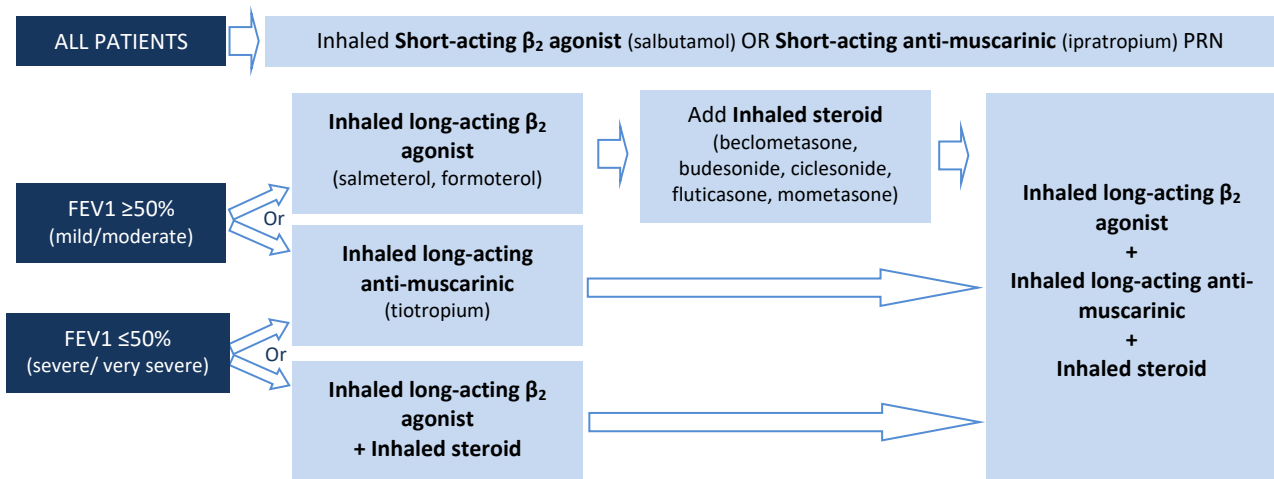 ALL PATIENTS
Inhaled Short-acting β₂ agonist (salbutamol) OR Short-acting anti-muscarinic (ipratropium) PRN
FEV1 ≥50%
(mild/moderate)
Or
Inhaled long-acting β₂
agonist
(salmeterol, formoterol)
Add Inhaled steroid
(beclometasone,
budesonide, ciclesonide,
fluticasone, mometasone)
Inhaled long-acting
anti-muscarinic
(tiotropium)
FEV1 ≤50%
(severe/ very severe)
Or
Inhaled long-acting β₂
agonist
+ Inhaled steroid
Inhaled long-acting β₂
agonist
+
Inhaled long-acting anti-
muscarinic
+
Inhaled steroid